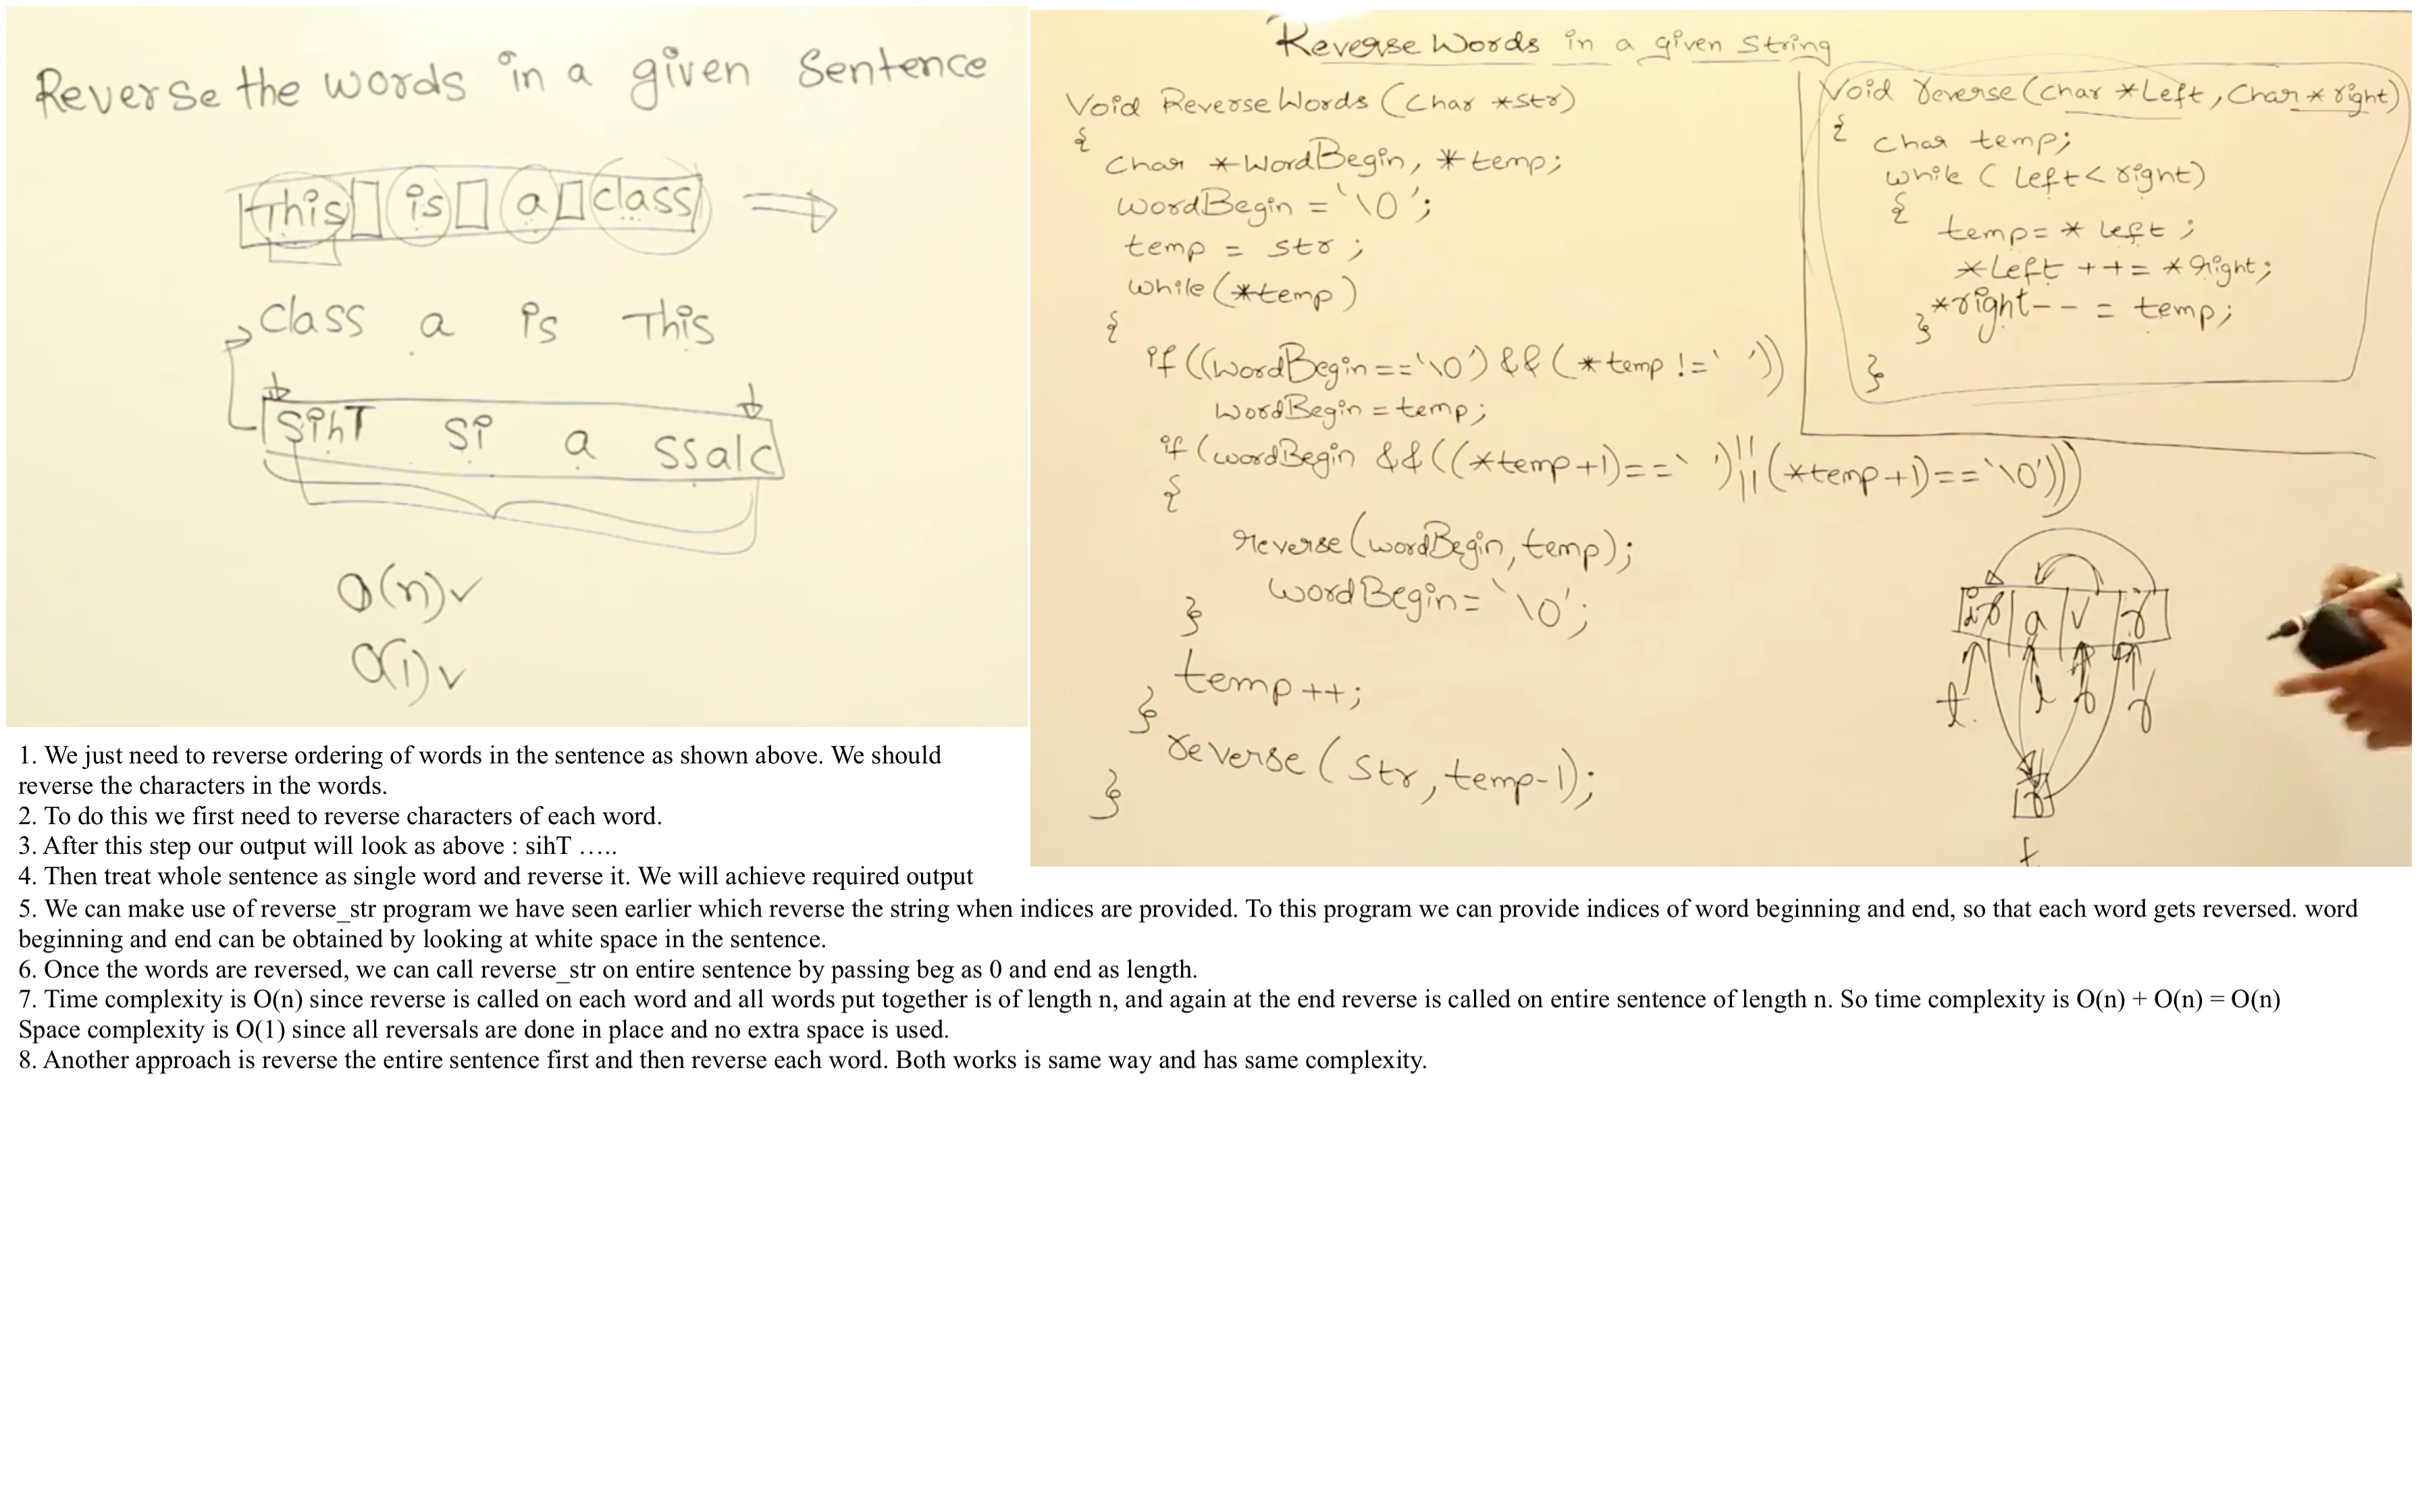 Reverse the words in a given Sentence
This is a class
class a is This
sihT si a ssalc
O(n)
O(1)
Reverse Words in a given String
Void ReverseWords (Char *str)
{
Char *WordBegin, *temp;
wordBegin = '\0';
temp = str;
while (*temp)
{
if ((wordBegin=='\0') && (*temp !=' '))
wordBegin = temp;
if (wordBegin && ((*temp+1)==' ')||(*temp+1)=='\0')))
{
reverse(wordBegin, temp);
wordBegin = '\0';
}
temp++;
}
reverse (str, temp-1);
}
Void reverse (char *Left, Char * right)
{ char temp;
while ( Left< right)
{
temp= * left;
*Left ++= *right;
*right-- = temp;
}
}
a v r
t. l r r
t
1. We just need to reverse ordering of words in the sentence as shown above. We should
reverse the characters in the words.
2. To do this we first need to reverse characters of each word.
3. After this step our output will look as above : sihT …..
4. Then treat whole sentence as single word and reverse it. We will achieve required output
5. We can make use of reverse_str program we have seen earlier which reverse the string when indices are provided. To this program we can provide indices of word beginning and end, so that each word gets reversed. word
beginning and end can be obtained by looking at white space in the sentence.
6. Once the words are reversed, we can call reverse_str on entire sentence by passing beg as 0 and end as length.
7. Time complexity is O(n) since reverse is called on each word and all words put together is of length n, and again at the end reverse is called on entire sentence of length n. So time complexity is O(n) + O(n) = O(n)
Space complexity is O(1) since all reversals are done in place and no extra space is used.
8. Another approach is reverse the entire sentence first and then reverse each word. Both works is same way and has same complexity.